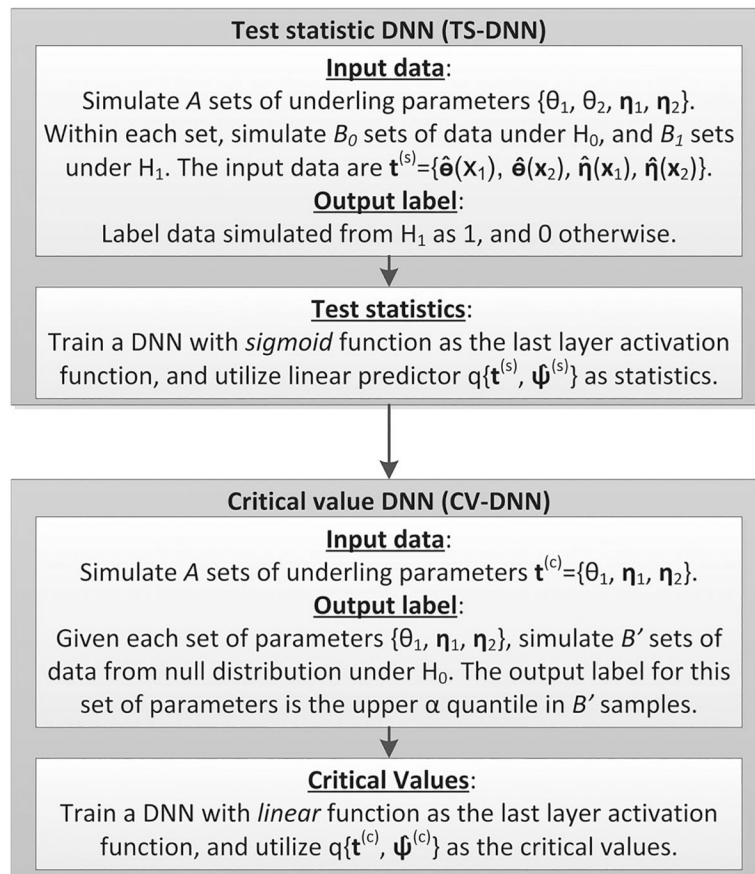 Test statistic DNN (TS-DNN)
Input data:
Simulate A sets of underling parameters {θ₁, θ₂, η₁, η₂}.
Within each set, simulate B₀ sets of data under H₀, and B₁ sets
under H₁. The input data are t⁽ˢ⁾={θ̂(x₁), θ̂(x₂), η̂(x₁), η̂(x₂)}.
Output label:
Label data simulated from H₁ as 1, and 0 otherwise.
Test statistics:
Train a DNN with sigmoid function as the last layer activation
function, and utilize linear predictor q{t⁽ˢ⁾, ψ̂⁽ˢ⁾} as statistics.
Critical value DNN (CV-DNN)
Input data:
Simulate A sets of underling parameters t⁽ᶜ⁾={θ₁, η₁, η₂}.
Output label:
Given each set of parameters {θ₁, η₁, η₂}, simulate B′ sets of
data from null distribution under H₀. The output label for this
set of parameters is the upper α quantile in B′ samples.
Critical Values:
Train a DNN with linear function as the last layer activation
function, and utilize q{t⁽ᶜ⁾, ψ̂⁽ᶜ⁾} as the critical values.